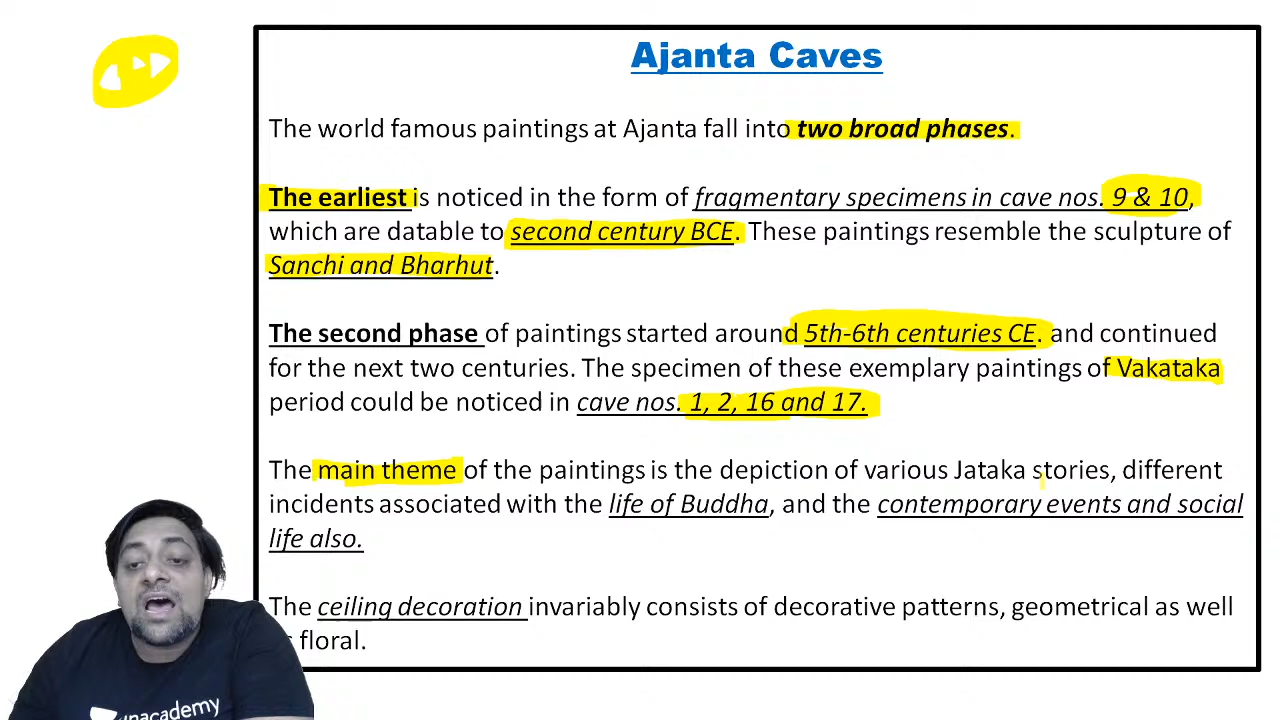 Ajanta Caves
The world famous paintings at Ajanta fall into two broad phases.
The earliest is noticed in the form of fragmentary specimens in cave nos. 9 & 10,
which are datable to second century BCE. These paintings resemble the sculpture of
Sanchi and Bharhut.
The second phase of paintings started around 5th-6th centuries CE. and continued
for the next two centuries. The specimen of these exemplary paintings of Vakataka
period could be noticed in cave nos. 1, 2, 16 and 17.
The main theme of the paintings is the depiction of various Jataka stories, different
incidents associated with the life of Buddha, and the contemporary events and social
life also.
The ceiling decoration invariably consists of decorative patterns, geometrical as well
floral.